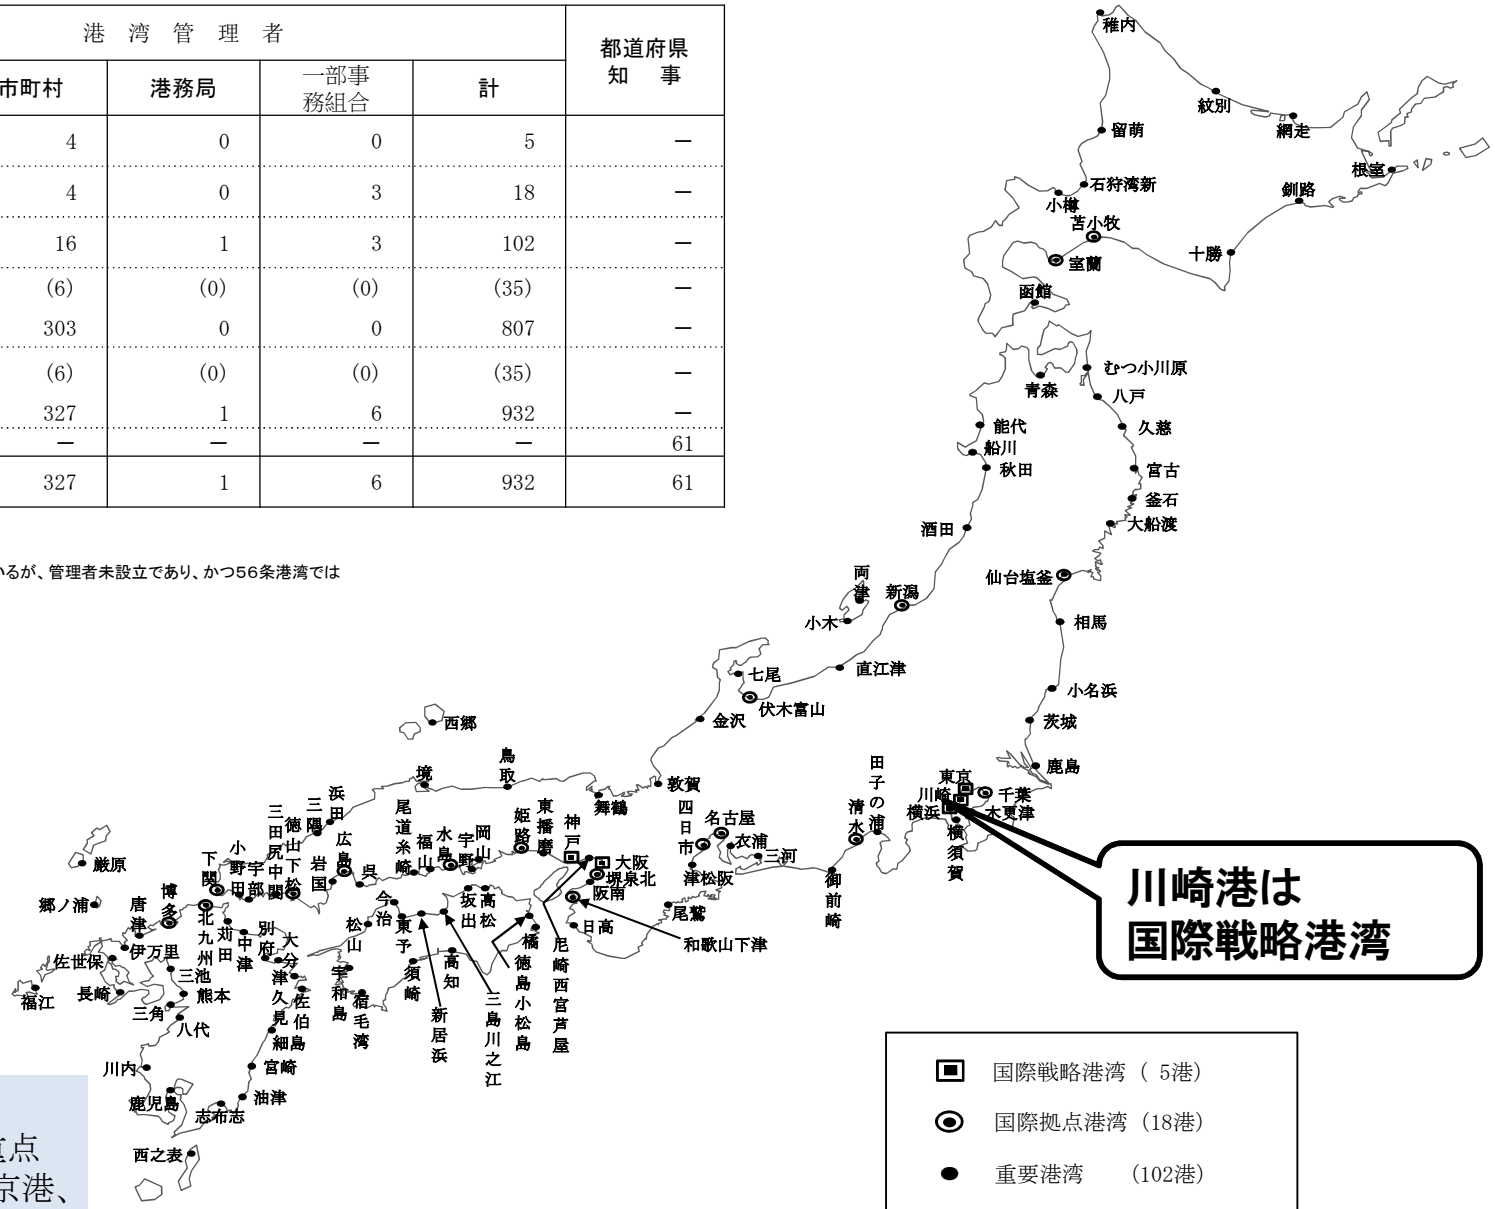 港湾管理者
都道府県
知 事
市町村 港務局 一部事務組合 計
4 0 0 5 －
4 0 3 18 －
16 1 3 102 －
(6) (0) (0) (35) －
303 0 0 807 －
(6) (0) (0) (35) －
327 1 6 932 －
－ － － － 61
327 1 6 932 61
いるが、管理者未設立であり、かつ56条港湾では
稚内
紋別
網走
留萌
根室
石狩湾新
釧路
小樽
苫小牧
十勝
室蘭
函館
むつ小川原
青森
八戸
能代
久慈
船川
秋田
宮古
釜石
大船渡
酒田
仙台塩釜
両津
新潟
小木
相馬
直江津
七尾
小名浜
伏木富山
金沢
茨城
西郷
鹿島
鳥取
境
敦賀
舞鶴
田子の浦
清水
東京
川崎
横浜
千葉
木更津
横須賀
御前崎
名古屋
四日市
衣浦
三河
津松阪
尾鷲
浜田
三隅
広島
岩国
呉
尾道糸崎
福山
水島
宇野
岡山
姫路
東播磨
神戸
大阪
堺泉北
阪南
日高
和歌山下津
尼崎西宮芦屋
徳島小松島
橘
坂出
高松
三島川之江
新居浜
東予
今治
松山
宇和島
宿毛湾
須崎
高知
徳山下松
三田尻中関
宇部
小野田
下関
北九州
苅田
中津
別府
大分
津久見
佐伯
細島
宮崎
油津
志布志
鹿児島
西之表
川内
八代
三角
熊本
三池
長崎
佐世保
伊万里
唐津
博多
福江
郷ノ浦
厳原
川崎港は
国際戦略港湾
国際戦略港湾（ 5港）
国際拠点港湾（18港）
重要港湾 （102港）
点
京港、